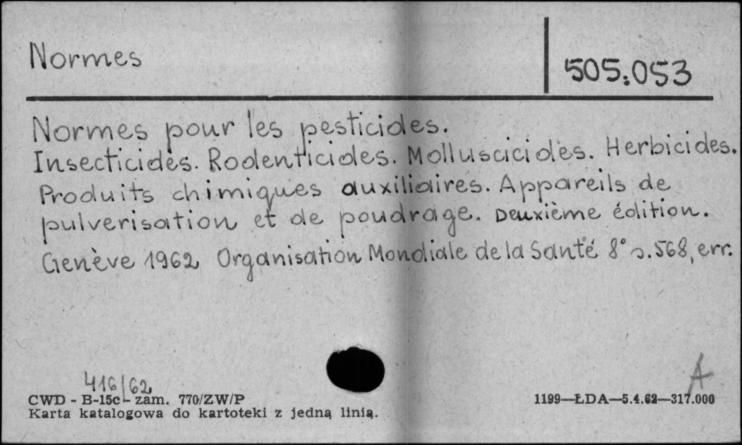 Normes
505.053
Normes pour les pesticides.
Insecticides. Rodenticides. Molluscicides. Herbicides.
Produits chimiques auxiliaires. Appareils de
pulverisation et de poudrage. Deuxième édition.
Genève 1962 Organisation Mondiale de la Santé 8° s. 568, err.
416/62
A
CWD - B-15c - zam. 770/ZW/P
1199—ŁDA—5.4.62—317.000
Karta katalogowa do kartoteki z jedną linią.